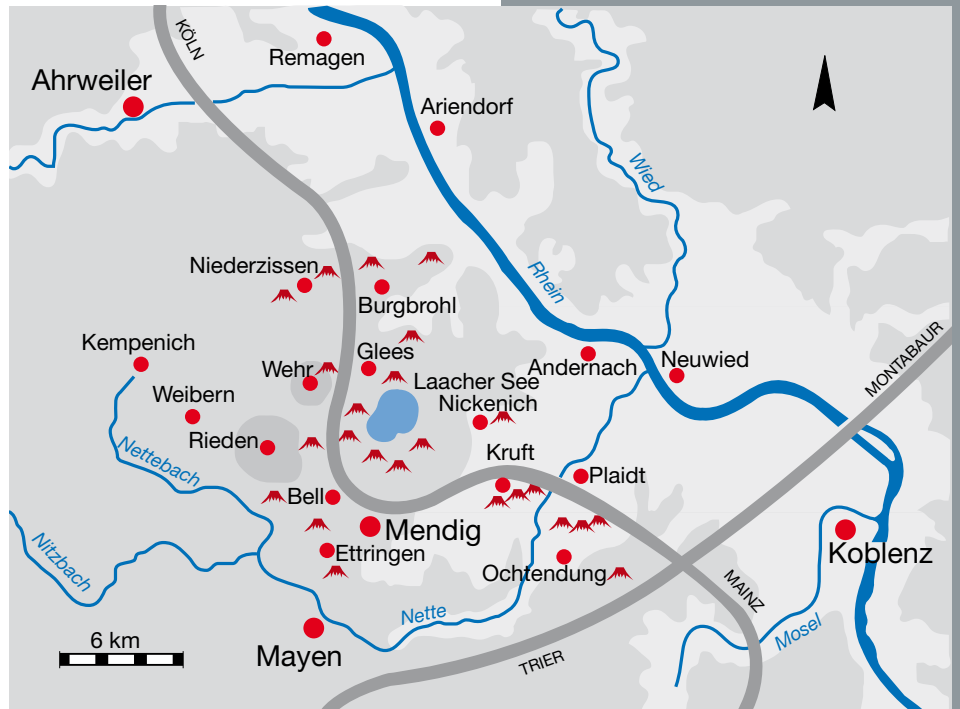 KÖLN
Remagen
Ahrweiler
Ariendorf
Wied
Niederzissen
Rhein
Burgbrohl
Kempenich
Glees
Andernach
Neuwied
MONTABAUR
Wehr
Laacher See
Weibern
Nickenich
Rieden
Nettebach
Kruft
Plaidt
Bell
Mendig
Koblenz
Nitzbach
Ettringen
Ochtendung
MAINZ
Nette
Mosel
6 km
Mayen
TRIER